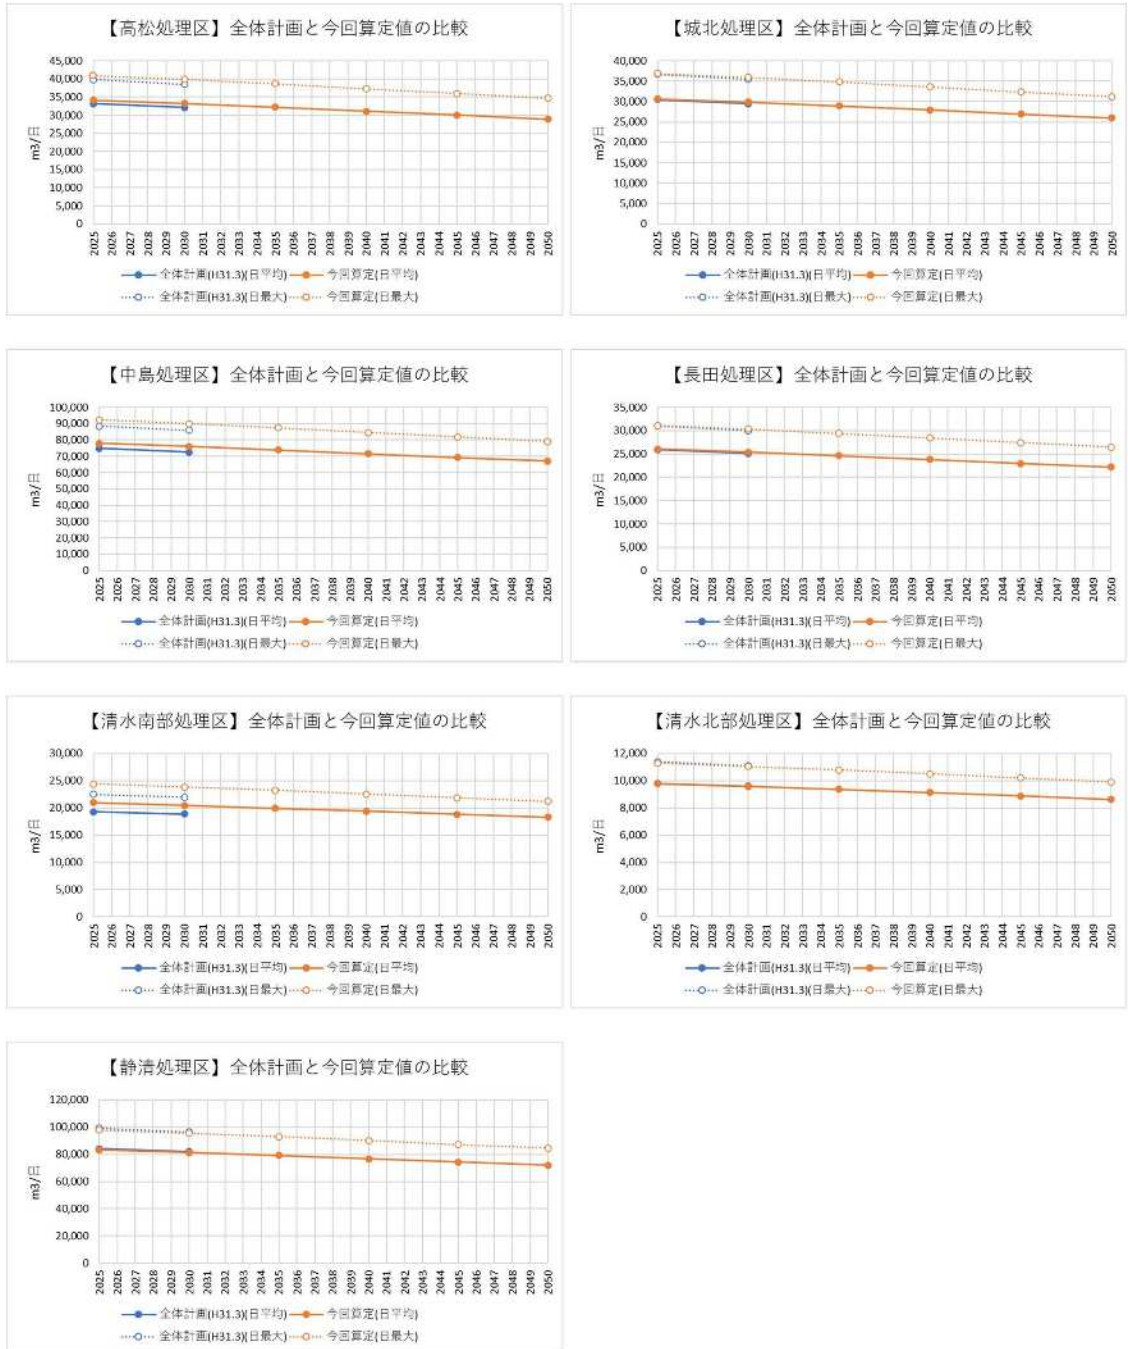 【高松処理区】全体計画と今回算定値の比較
45,000
40,000
35,000
30,000
25,000
20,000
15,000
10,000
5,000
0
m3/日
2025 2026 2027 2028 2029 2030 2031 2032 2033 2034 2035 2036 2037 2038 2039 2040 2041 2042 2043 2044 2045 2046 2047 2048 2049 2050
全体計画(H31.3)(日平均) 今回算定(日平均)
全体計画(H31.3)(日最大) 今回算定(日最大)
【城北処理区】全体計画と今回算定値の比較
40,000
35,000
30,000
25,000
20,000
15,000
10,000
5,000
0
m3/日
2025 2026 2027 2028 2029 2030 2031 2032 2033 2034 2035 2036 2037 2038 2039 2040 2041 2042 2043 2044 2045 2046 2047 2048 2049 2050
全体計画(H31.3)(日平均) 今回算定(日平均)
全体計画(H31.3)(日最大) 今回算定(日最大)
【中島処理区】全体計画と今回算定値の比較
100,000
90,000
80,000
70,000
60,000
50,000
40,000
30,000
20,000
10,000
0
m3/日
2025 2026 2027 2028 2029 2030 2031 2032 2033 2034 2035 2036 2037 2038 2039 2040 2041 2042 2043 2044 2045 2046 2047 2048 2049 2050
全体計画(H31.3)(日平均) 今回算定(日平均)
全体計画(H31.3)(日最大) 今回算定(日最大)
【長田処理区】全体計画と今回算定値の比較
35,000
30,000
25,000
20,000
15,000
10,000
5,000
0
m3/日
2025 2026 2027 2028 2029 2030 2031 2032 2033 2034 2035 2036 2037 2038 2039 2040 2041 2042 2043 2044 2045 2046 2047 2048 2049 2050
全体計画(H31.3)(日平均) 今回算定(日平均)
全体計画(H31.3)(日最大) 今回算定(日最大)
【清水南部処理区】全体計画と今回算定値の比較
30,000
25,000
20,000
15,000
10,000
5,000
0
m3/日
2025 2026 2027 2028 2029 2030 2031 2032 2033 2034 2035 2036 2037 2038 2039 2040 2041 2042 2043 2044 2045 2046 2047 2048 2049 2050
全体計画(H31.3)(日平均) 今回算定(日平均)
全体計画(H31.3)(日最大) 今回算定(日最大)
【清水北部処理区】全体計画と今回算定値の比較
12,000
10,000
8,000
6,000
4,000
2,000
0
m3/日
2025 2026 2027 2028 2029 2030 2031 2032 2033 2034 2035 2036 2037 2038 2039 2040 2041 2042 2043 2044 2045 2046 2047 2048 2049 2050
全体計画(H31.3)(日平均) 今回算定(日平均)
全体計画(H31.3)(日最大) 今回算定(日最大)
【静清処理区】全体計画と今回算定値の比較
120,000
100,000
80,000
60,000
40,000
20,000
0
m3/日
2025 2026 2027 2028 2029 2030 2031 2032 2033 2034 2035 2036 2037 2038 2039 2040 2041 2042 2043 2044 2045 2046 2047 2048 2049 2050
全体計画(H31.3)(日平均) 今回算定(日平均)
全体計画(H31.3)(日最大) 今回算定(日最大)